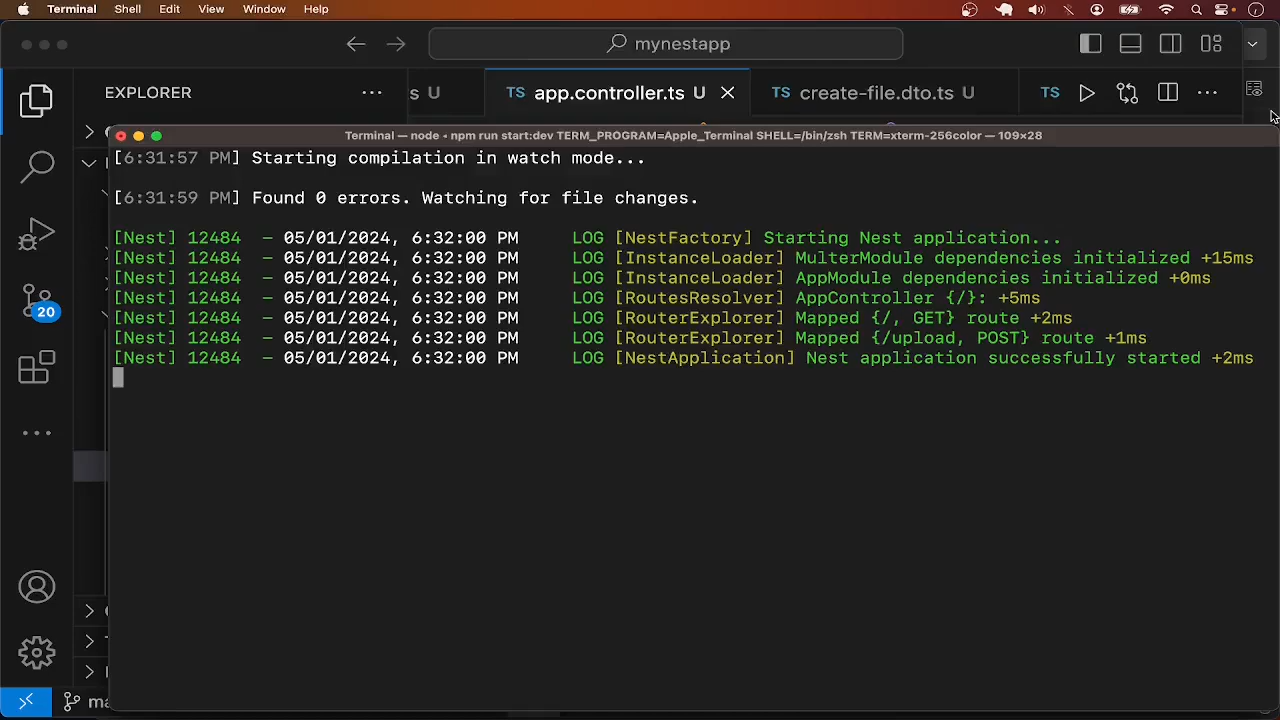 Terminal Shell Edit View Window Help
mynestapp
EXPLORER
s U
TS app.controller.ts U
TS create-file.dto.ts U
TS
Terminal — node ◂ npm run start:dev TERM_PROGRAM=Apple_Terminal SHELL=/bin/zsh TERM=xterm-256color — 109×28
[6:31:57 PM] Starting compilation in watch mode...
[6:31:59 PM] Found 0 errors. Watching for file changes.
[Nest] 12484  - 05/01/2024, 6:32:00 PM     LOG [NestFactory] Starting Nest application...
[Nest] 12484  - 05/01/2024, 6:32:00 PM     LOG [InstanceLoader] MulterModule dependencies initialized +15ms
[Nest] 12484  - 05/01/2024, 6:32:00 PM     LOG [InstanceLoader] AppModule dependencies initialized +0ms
[Nest] 12484  - 05/01/2024, 6:32:00 PM     LOG [RoutesResolver] AppController {/}: +5ms
[Nest] 12484  - 05/01/2024, 6:32:00 PM     LOG [RouterExplorer] Mapped {/, GET} route +2ms
[Nest] 12484  - 05/01/2024, 6:32:00 PM     LOG [RouterExplorer] Mapped {/upload, POST} route +1ms
[Nest] 12484  - 05/01/2024, 6:32:00 PM     LOG [NestApplication] Nest application successfully started +2ms
20
ma